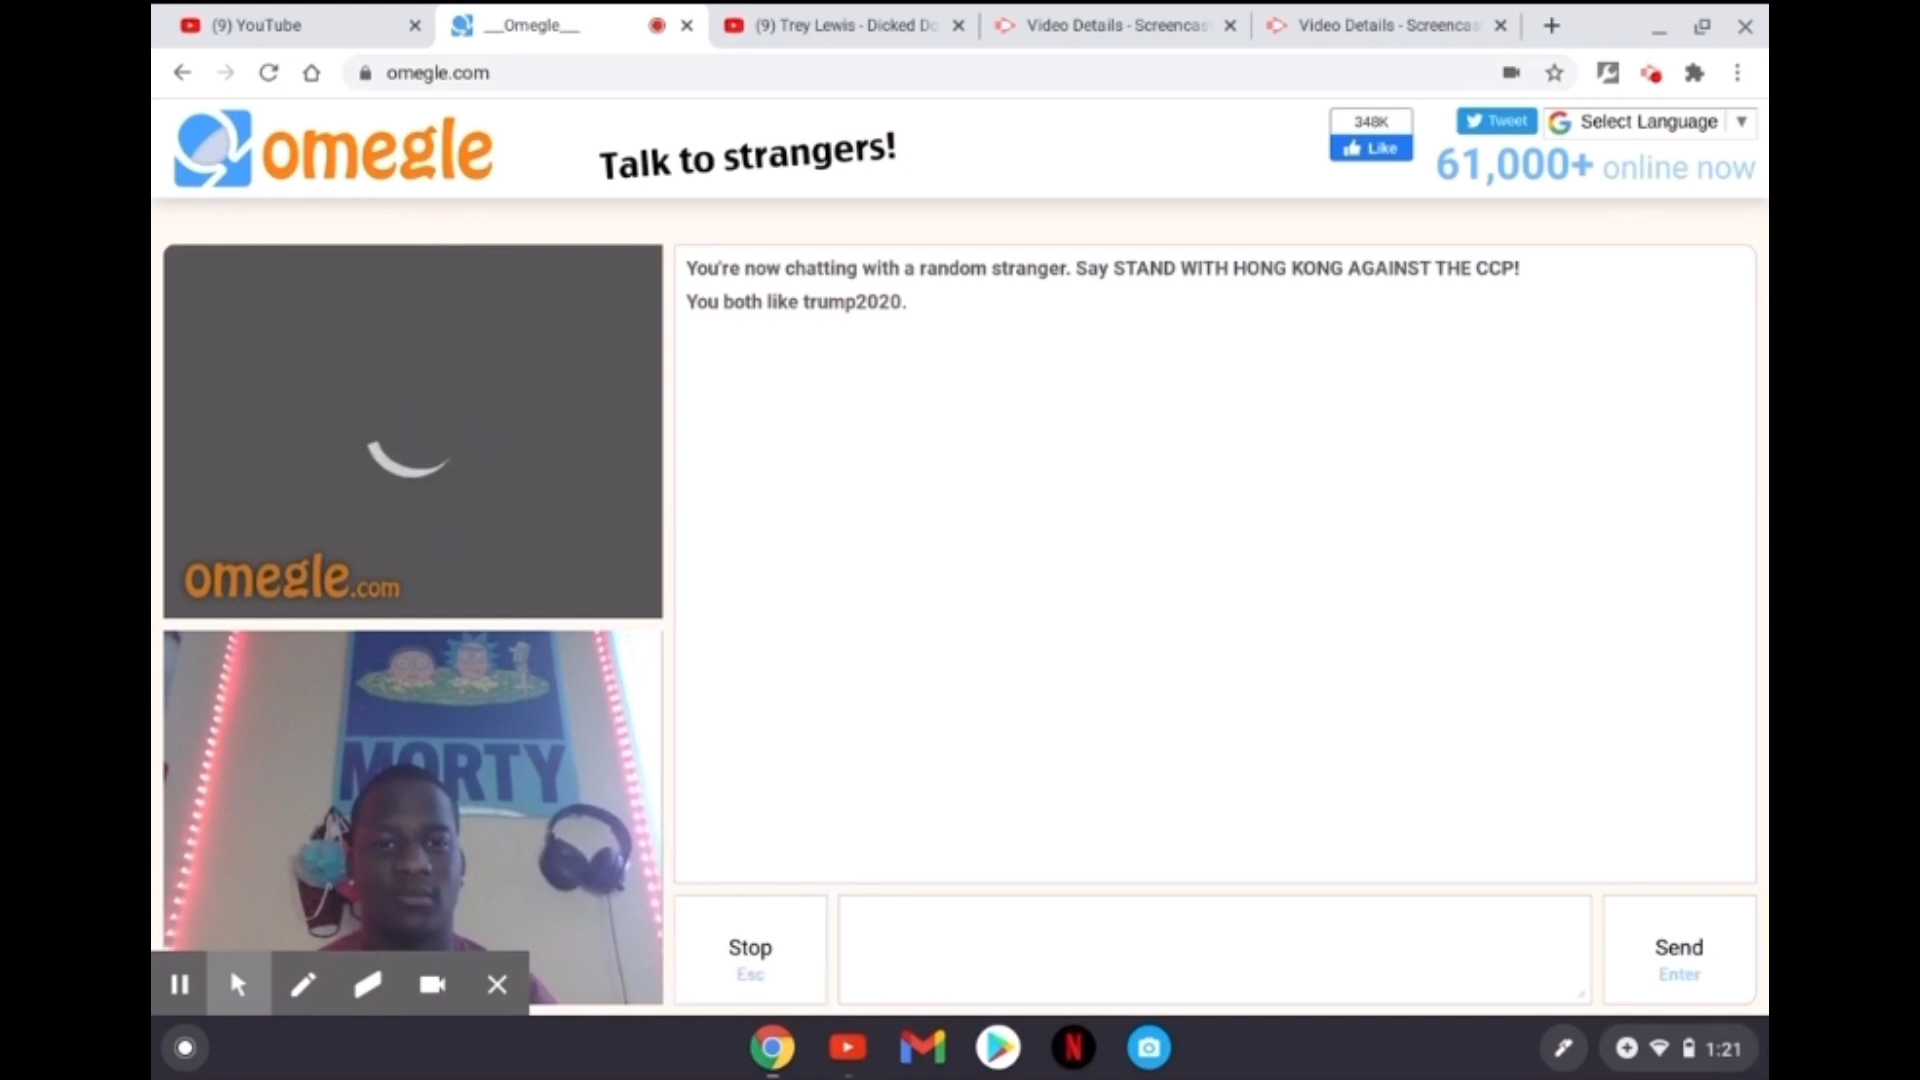 (9) YouTube
__Omegle__
(9) Trey Lewis - Dicked Do
Video Details - Screencas
Video Details - Screencas
omegle.com
omegle
Talk to strangers!
348K
Like
Tweet
Select Language
61,000+ online now
You're now chatting with a random stranger. Say STAND WITH HONG KONG AGAINST THE CCP!
You both like trump2020.
omegle.com
MORTY
Stop
Esc
Send
Enter
1:21